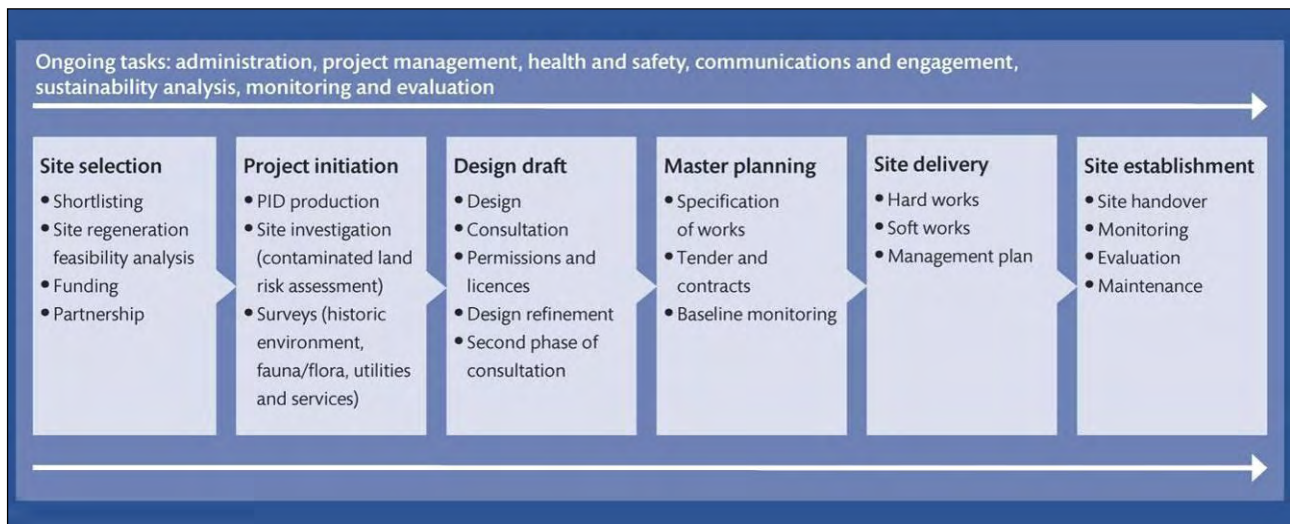 Ongoing tasks: administration, project management, health and safety, communications and engagement,
sustainability analysis, monitoring and evaluation
Site selection
• Shortlisting
• Site regeneration
feasibility analysis
• Funding
• Partnership
Project initiation
• PID production
• Site investigation
(contaminated land
risk assessment)
• Surveys (historic
environment,
fauna/flora, utilities
and services)
Design draft
• Design
• Consultation
• Permissions and
licences
• Design refinement
• Second phase of
consultation
Master planning
• Specification
of works
• Tender and
contracts
• Baseline monitoring
Site delivery
• Hard works
• Soft works
• Management plan
Site establishment
• Site handover
• Monitoring
• Evaluation
• Maintenance